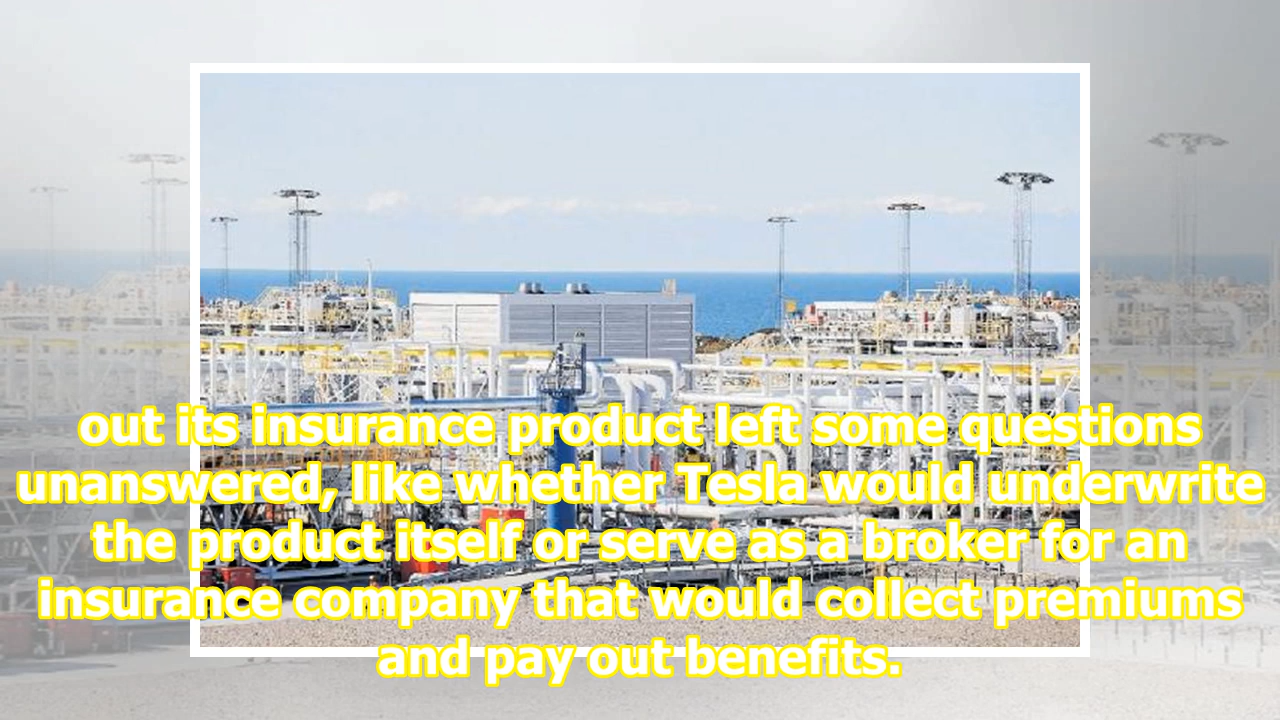 out its insurance product left some questions
unanswered, like whether Tesla would underwrite
the product itself or serve as a broker for an
insurance company that would collect premiums
and pay out benefits.